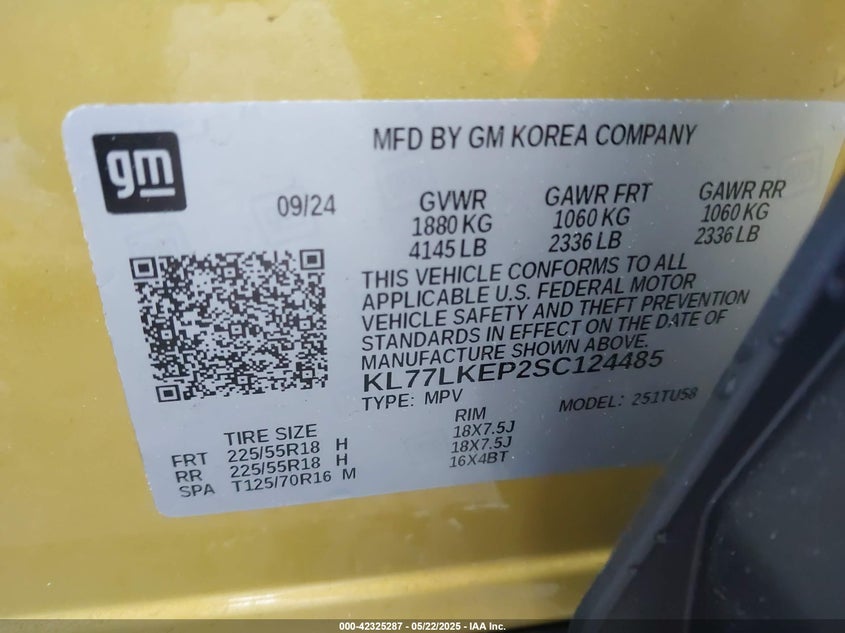 gm
MFD BY GM KOREA COMPANY
09/24
GVWR
1880 KG
4145 LB
GAWR FRT
1060 KG
2336 LB
GAWR RR
1060 KG
2336 LB
THIS VEHICLE CONFORMS TO ALL
APPLICABLE U.S. FEDERAL MOTOR
VEHICLE SAFETY AND THEFT PREVENTION
STANDARDS IN EFFECT ON THE DATE OF
MANUFACTURE SHOWN ABOVE.
KL77LKEP2SC124485
TYPE: MPV
MODEL: 251TU58
TIRE SIZE
RIM
FRT 225/55R18 H 18X7.5J
RR 225/55R18 H 18X7.5J
SPA T125/70R16 M 16X4BT
000-42325287 - 05/22/2025 - IAA Inc.